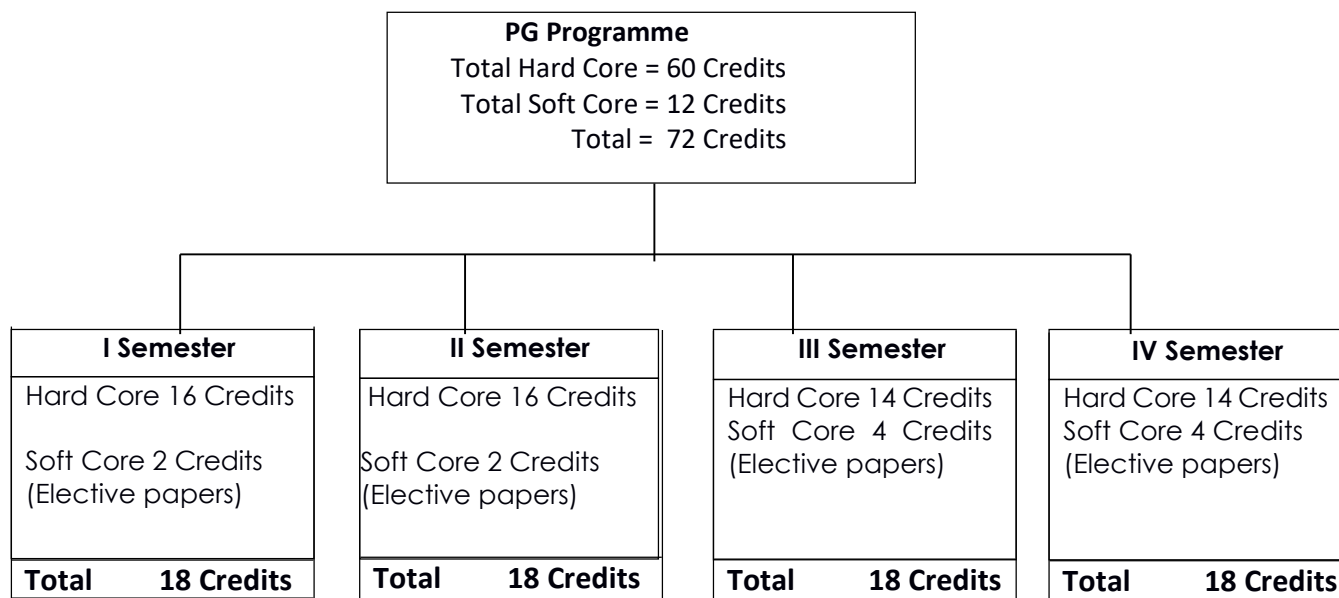 PG Programme
Total Hard Core = 60 Credits
Total Soft Core = 12 Credits
Total = 72 Credits
I Semester
Hard Core 16 Credits
Soft Core 2 Credits
(Elective papers)
Total 18 Credits
II Semester
Hard Core 16 Credits
Soft Core 2 Credits
(Elective papers)
Total 18 Credits
III Semester
Hard Core 14 Credits
Soft Core 4 Credits
(Elective papers)
Total 18 Credits
IV Semester
Hard Core 14 Credits
Soft Core 4 Credits
(Elective papers)
Total 18 Credits